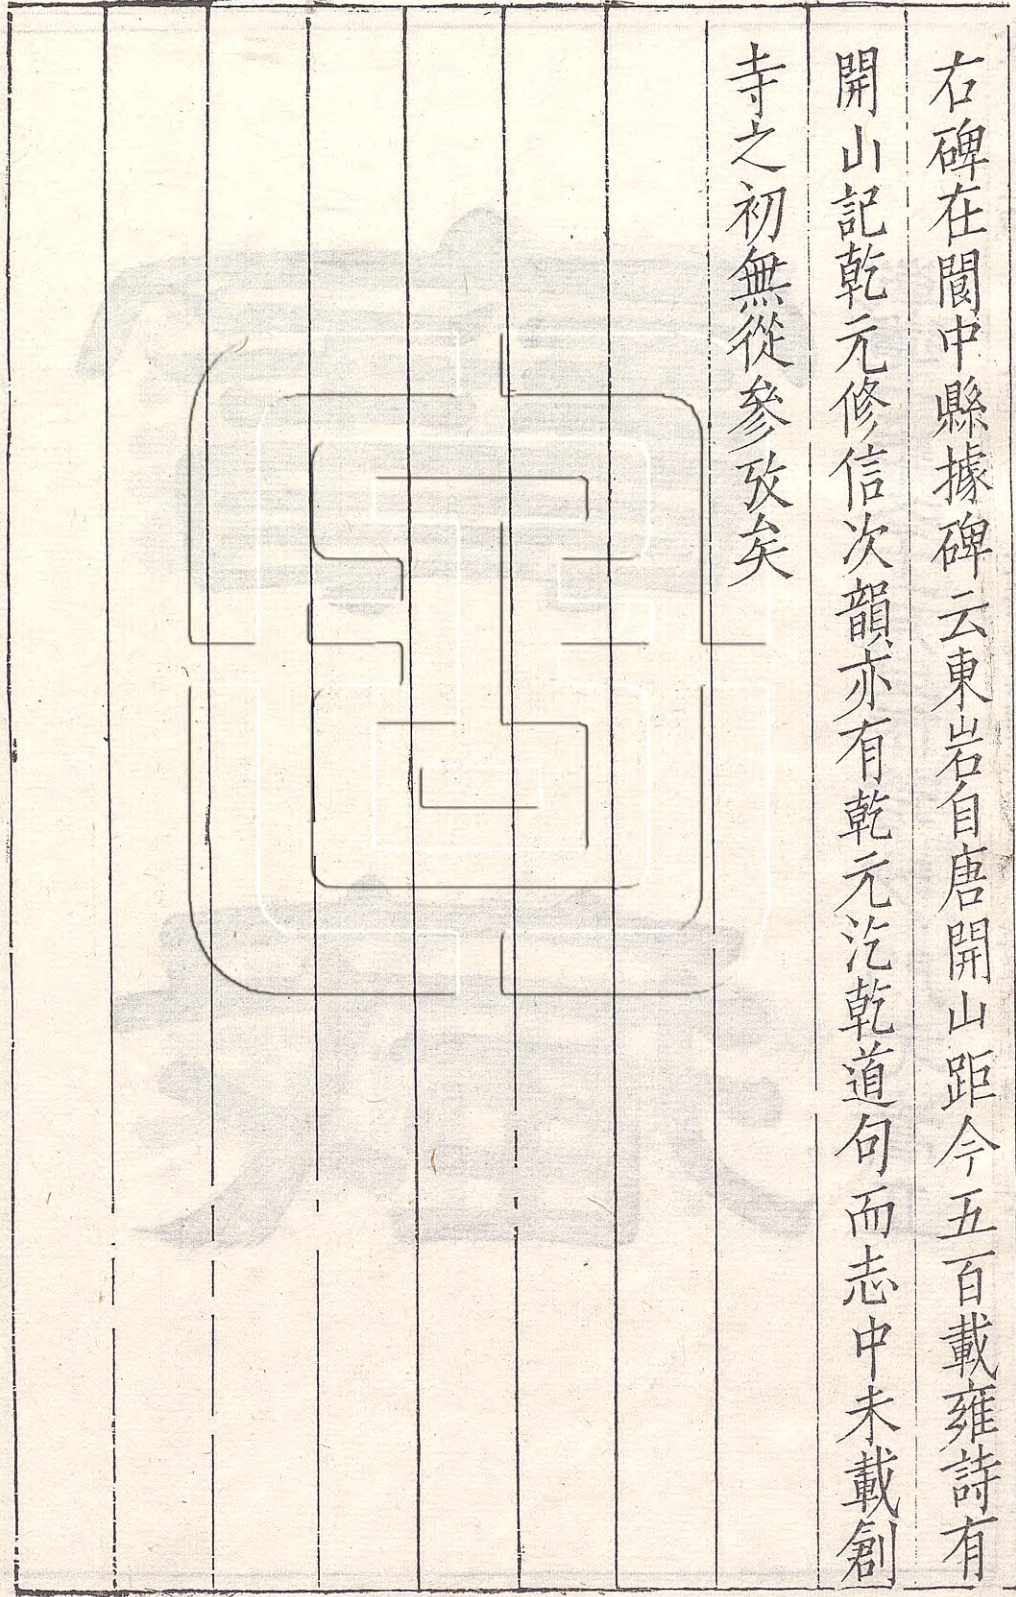 右碑在閬中縣據碑云東岩自唐開山距今五百載雍詩有
開山記乾元修信次韻亦有乾元汔乾道句而志中未載創
寺之初無從參攷矣